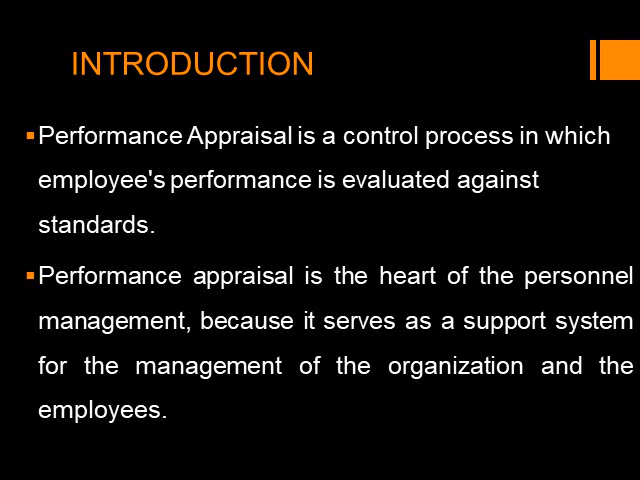 INTRODUCTION
▪Performance Appraisal is a control process in which
employee's performance is evaluated against
standards.
▪Performance appraisal is the heart of the personnel
management, because it serves as a support system
for the management of the organization and the
employees.